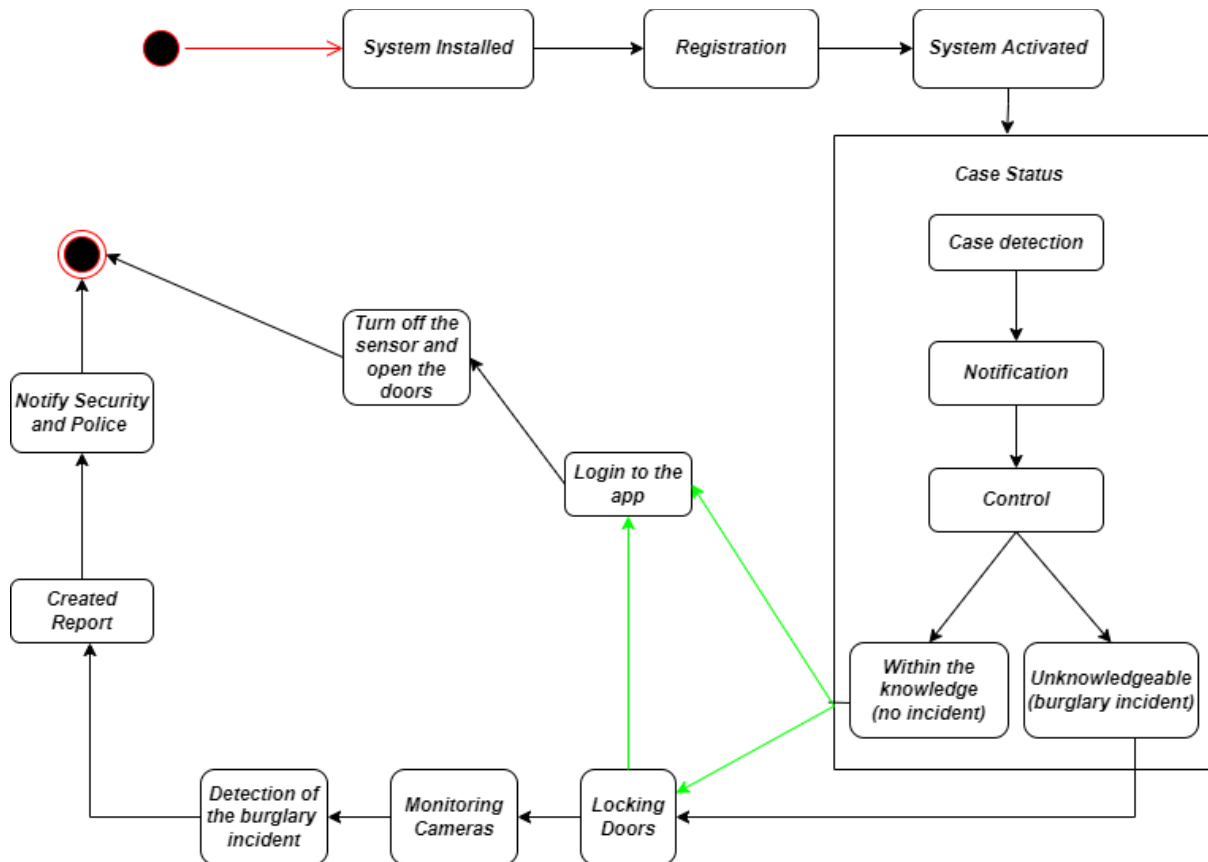 System Installed
Registration
System Activated
Case Status
Case detection
Notification
Control
Within the
knowledge
(no incident)
Unknowledgeable
(burglary incident)
Turn off the
sensor and
open the
doors
Login to the
app
Notify Security
and Police
Created
Report
Detection of
the burglary
incident
Monitoring
Cameras
Locking
Doors